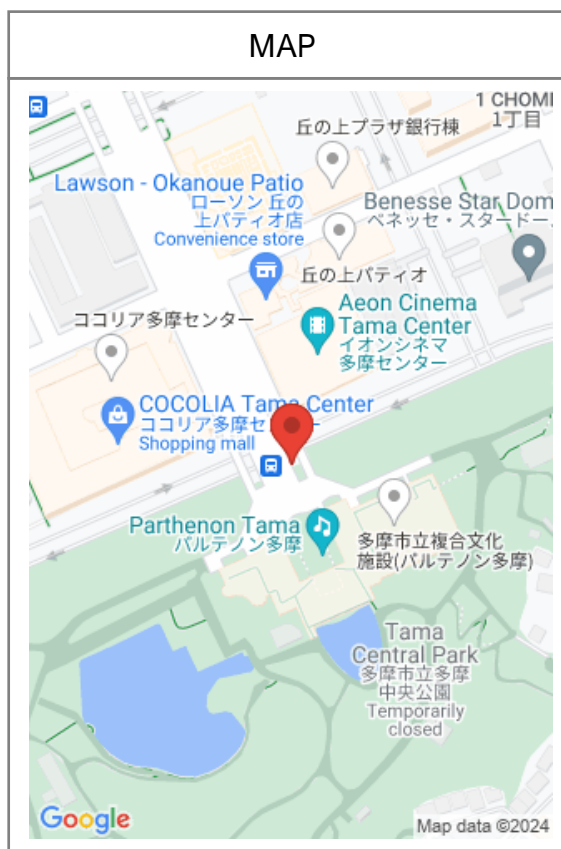 MAP
1 CHOM
1丁目
丘の上プラザ銀行棟
Lawson - Okanoue Patio
ローソン 丘の
上パティオ店
Convenience store
Benesse Star Dom
ベネッセ・スタードー
丘の上パティオ
Aeon Cinema
Tama Center
イオンシネマ
多摩センター
ココリア多摩センター
COCOLIA Tama Center
ココリア多摩セ
Shopping mall
Parthenon Tama
パルテノン多摩
多摩市立複合文化
施設(パルテノン多摩)
Tama
Central Park
多摩市立多摩
中央公園
Temporarily
closed
Google
Map data ©2024